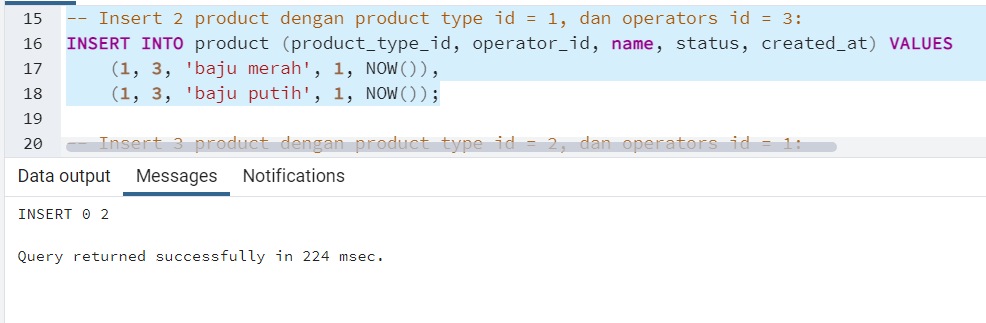 15 -- Insert 2 product dengan product type id = 1, dan operators id = 3:
16 INSERT INTO product (product_type_id, operator_id, name, status, created_at) VALUES
17 (1, 3, 'baju merah', 1, NOW()),
18 (1, 3, 'baju putih', 1, NOW());
19
20 -- Insert 3 product dengan product type id = 2, dan operators id = 1:
Data output Messages Notifications
INSERT 0 2
Query returned successfully in 224 msec.